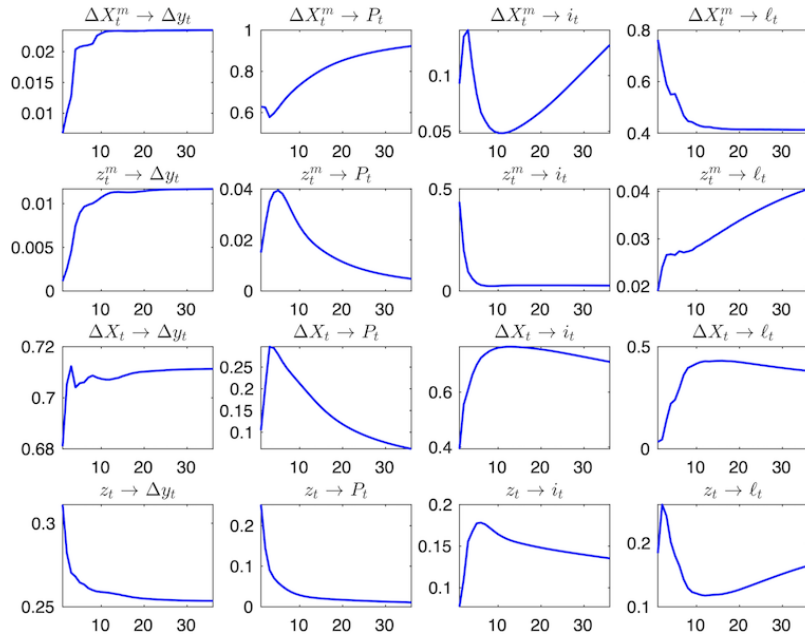 ΔX_t^m → Δy_t ΔX_t^m → P_t ΔX_t^m → i_t ΔX_t^m → ℓ_t
0.02 1 0.8
0.015 0.8 0.1 0.6
0.01 0.6 0.05 0.4
10 20 30 10 20 30 10 20 30 10 20 30
z_t^m → Δy_t z_t^m → P_t z_t^m → i_t z_t^m → ℓ_t
0.01 0.04 0.5 0.04
0.005 0.02 0.03
0 0 0 0.02
10 20 30 10 20 30 10 20 30 10 20 30
ΔX_t → Δy_t ΔX_t → P_t ΔX_t → i_t ΔX_t → ℓ_t
0.72 0.25 0.5
0.7 0.2 0.6
0.15
0.68 0.1 0.4 0
10 20 30 10 20 30 10 20 30 10 20 30
z_t → Δy_t z_t → P_t z_t → i_t z_t → ℓ_t
0.3 0.2 0.2 0.2
0.1 0.15
0.25 0 0.1 0.1
10 20 30 10 20 30 10 20 30 10 20 30